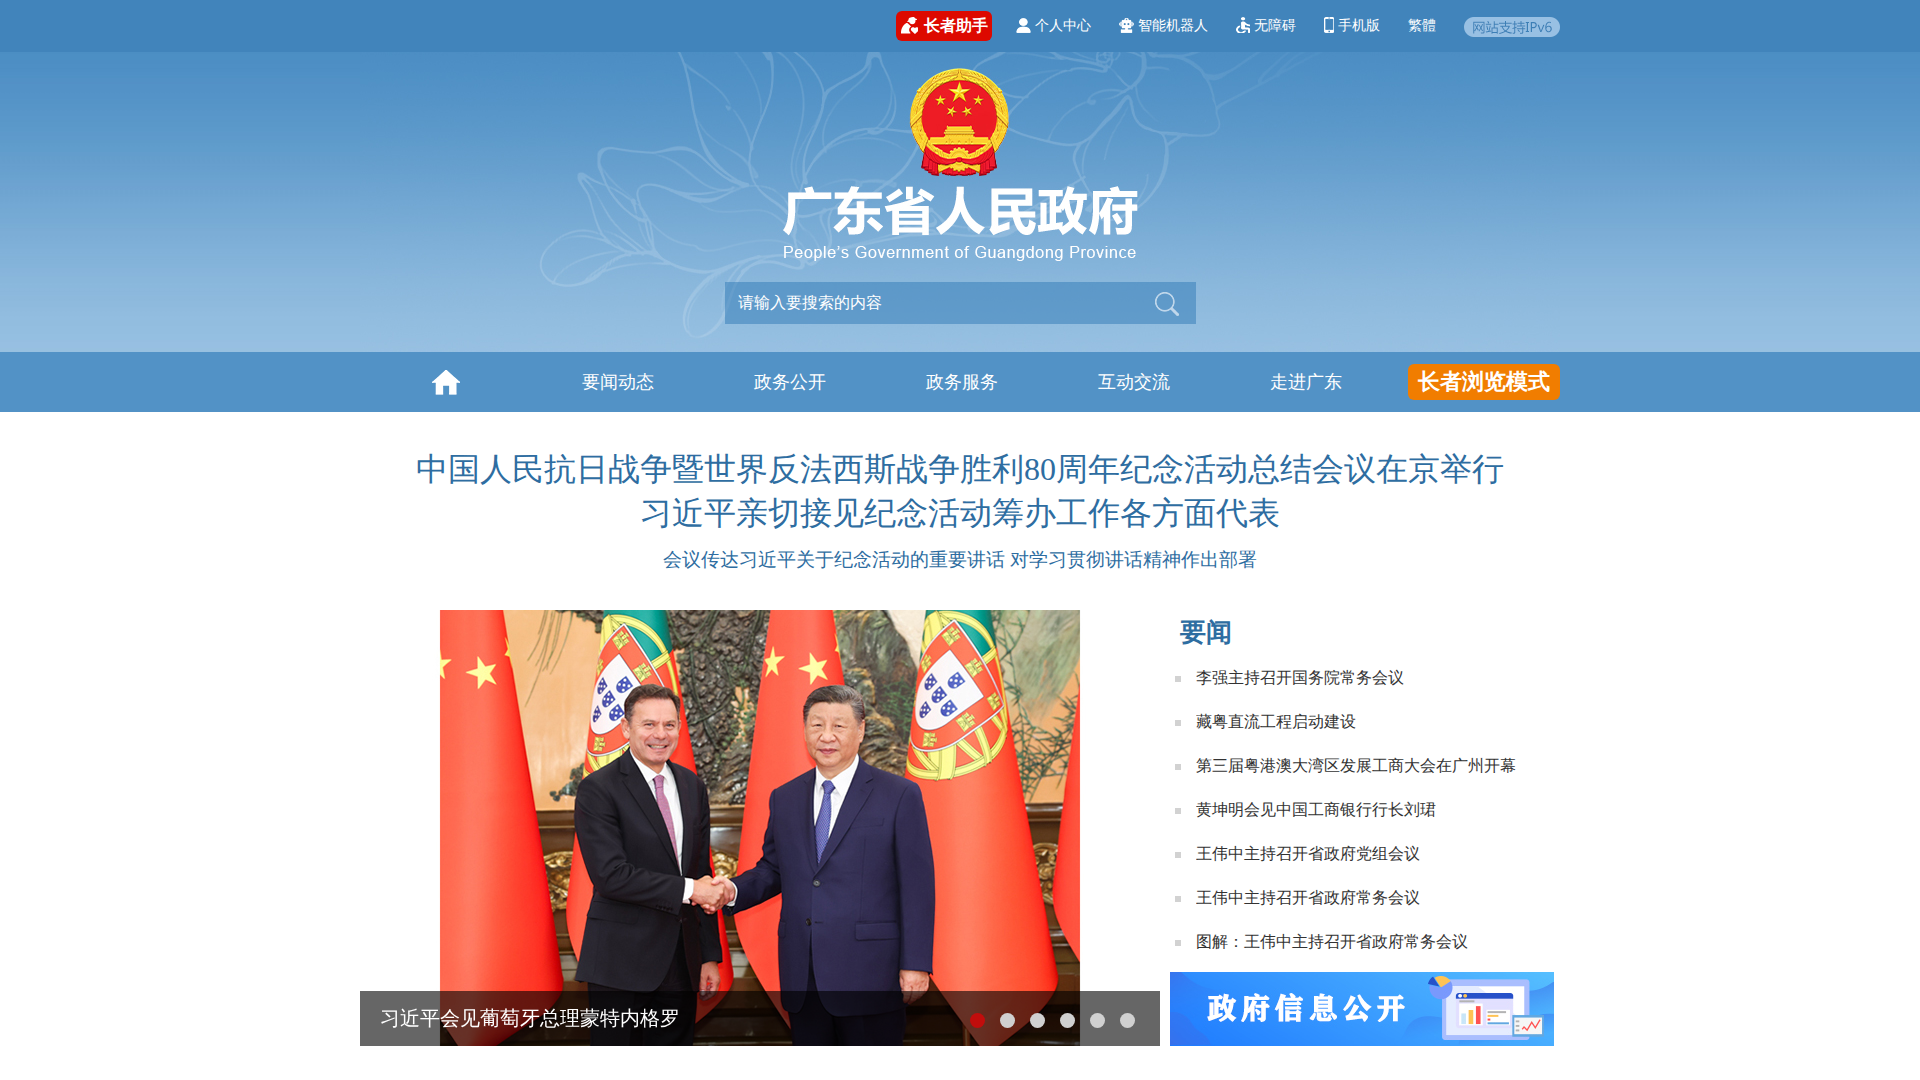 长者助手 个人中心 智能机器人 无障碍 手机版 繁體 网站支持IPv6
广东省人民政府
People's Government of Guangdong Province
请输入要搜索的内容
要闻动态 政务公开 政务服务 互动交流 走进广东 长者浏览模式
中国人民抗日战争暨世界反法西斯战争胜利80周年纪念活动总结会议在京举行
习近平亲切接见纪念活动筹办工作各方面代表
会议传达习近平关于纪念活动的重要讲话 对学习贯彻讲话精神作出部署
习近平会见葡萄牙总理蒙特内格罗
要闻
李强主持召开国务院常务会议
藏粤直流工程启动建设
第三届粤港澳大湾区发展工商大会在广州开幕
黄坤明会见中国工商银行行长刘珺
王伟中主持召开省政府党组会议
王伟中主持召开省政府常务会议
图解：王伟中主持召开省政府常务会议
政府信息公开